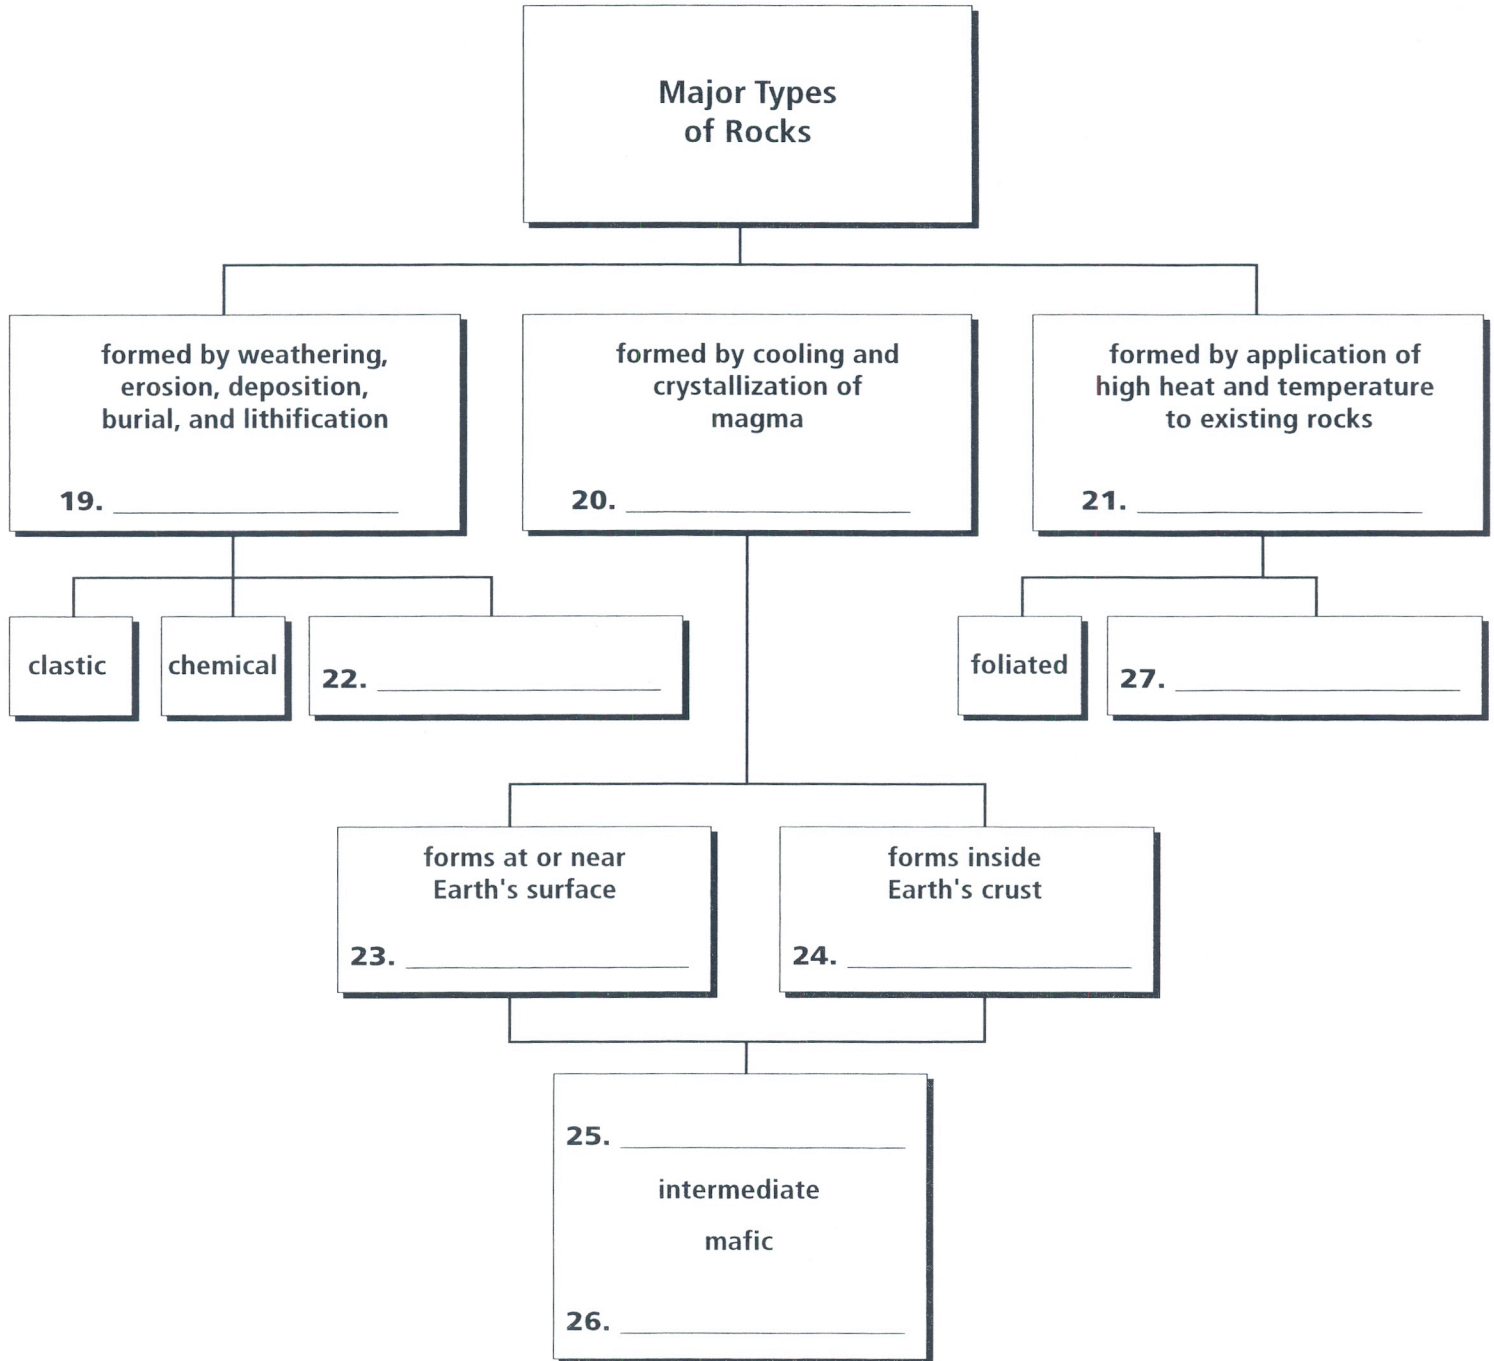 Major Types
of Rocks
formed by weathering,
erosion, deposition,
burial, and lithification
19.
formed by cooling and
crystallization of
magma
20.
formed by application of
high heat and temperature
to existing rocks
21.
clastic
chemical
22.
foliated
27.
forms at or near
Earth's surface
23.
forms inside
Earth's crust
24.
25.
intermediate
mafic
26.